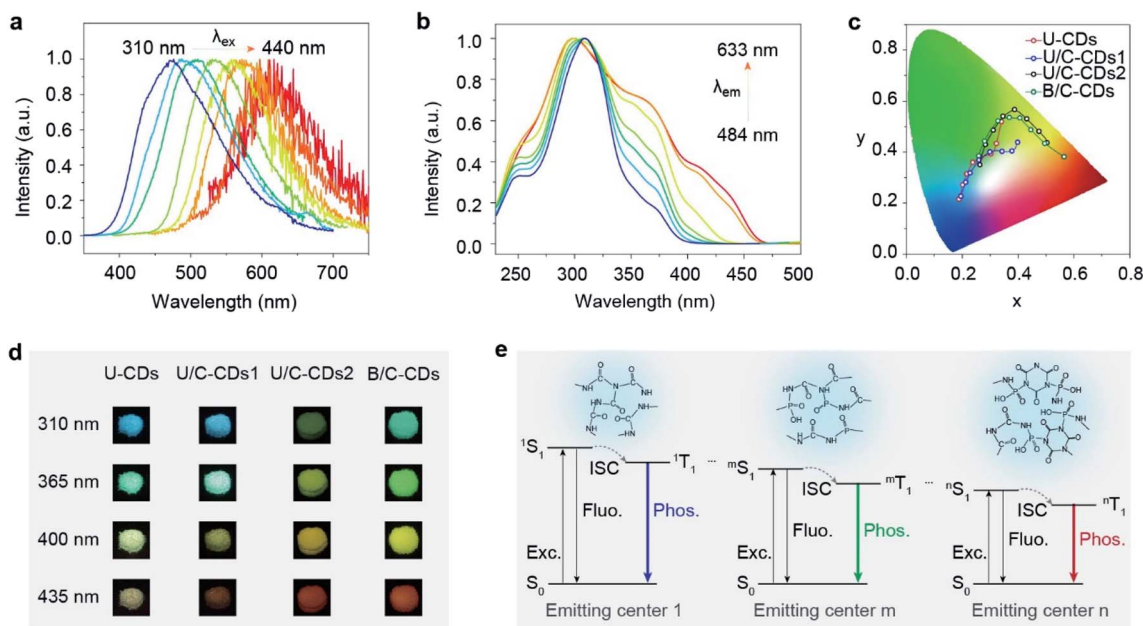 a
310 nm λex 440 nm
1.0
0.8
0.6
0.4
0.2
0.0
Intensity (a.u.)
400 500 600 700
Wavelength (nm)
b
633 nm
λem
484 nm
1.0
0.8
0.6
0.4
0.2
0.0
Intensity (a.u.)
250 300 350 400 450 500
Wavelength (nm)
c
U-CDs
U/C-CDs1
U/C-CDs2
B/C-CDs
0.8
0.6
0.4
0.2
0.0
y
0.0 0.2 0.4 0.6 0.8
x
d
U-CDs U/C-CDs1 U/C-CDs2 B/C-CDs
310 nm
365 nm
400 nm
435 nm
e
1S1 ISC 1T1 ... mS1 ISC mT1 ... nS1 ISC nT1
Exc. Fluo. Phos. Exc. Fluo. Phos. Exc. Fluo. Phos.
S0 S0 S0
Emitting center 1 Emitting center m Emitting center n